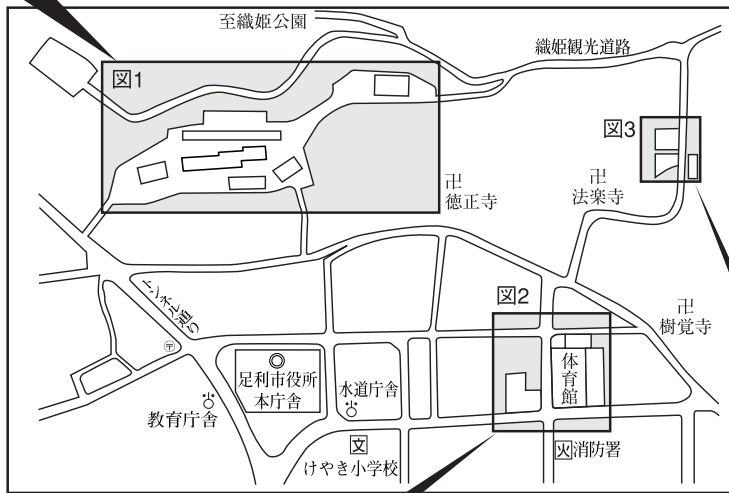 至織姫公園
織姫観光道路
図1
図3
卍
徳正寺
卍
法楽寺
トンネル通り
図2
卍
樹覚寺
〒
足利市役所
本庁舎
水道庁舎
体育館
教育庁舎
文
けやき小学校
火消防署